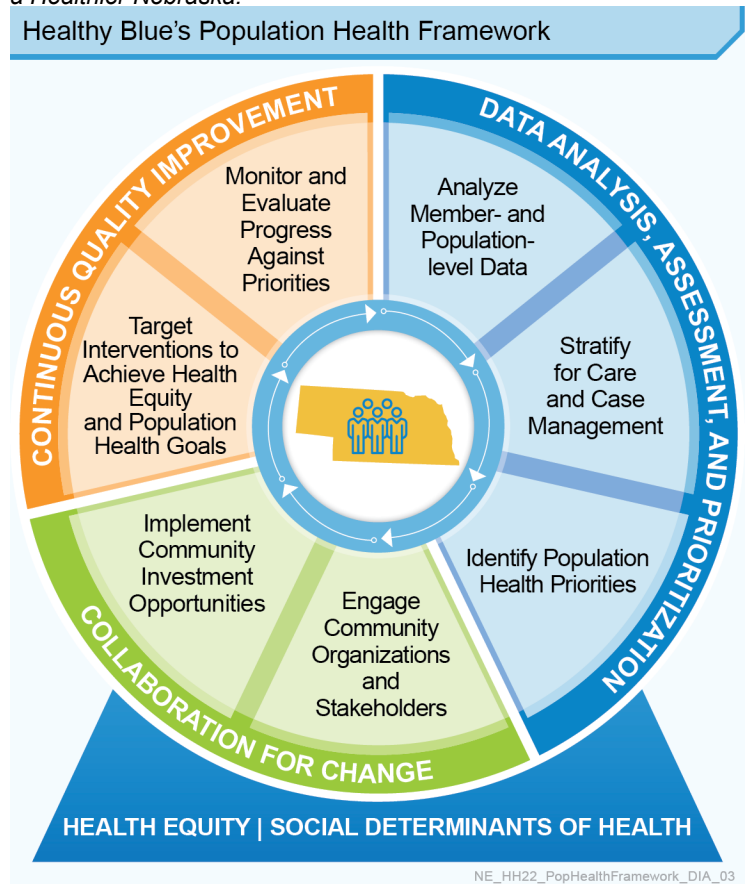 a Healthier Nebraska.
Healthy Blue's Population Health Framework
CONTINUOUS QUALITY IMPROVEMENT
DATA ANALYSIS, ASSESSMENT, AND PRIORITIZATION
COLLABORATION FOR CHANGE
Analyze
Member- and
Population-
level Data
Stratify
for Care
and Case
Management
Identify Population
Health Priorities
Engage
Community
Organizations
and
Stakeholders
Implement
Community
Investment
Opportunities
Target
Interventions to
Achieve Health
Equity
and Population
Health Goals
Monitor and
Evaluate
Progress
Against
Priorities
HEALTH EQUITY | SOCIAL DETERMINANTS OF HEALTH
NE_HH22_PopHealthFramework_DIA_03